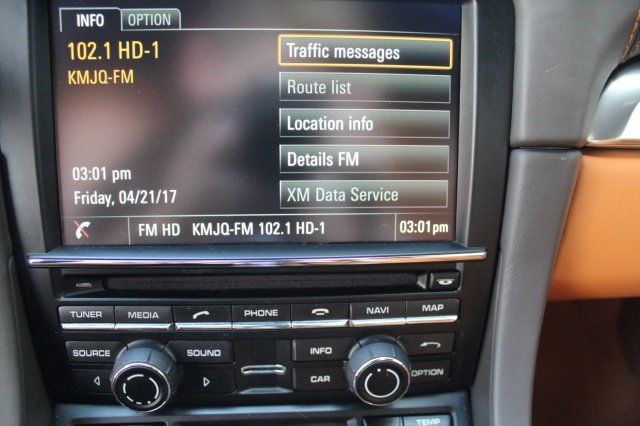 INFO OPTION
102.1 HD-1
KMJQ-FM
Traffic messages
Route list
Location info
Details FM
XM Data Service
03:01 pm
Friday, 04/21/17
FM HD KMJQ-FM 102.1 HD-1 03:01pm
TUNER MEDIA PHONE NAVI MAP
SOURCE SOUND INFO
CAR OPTION
TEMP